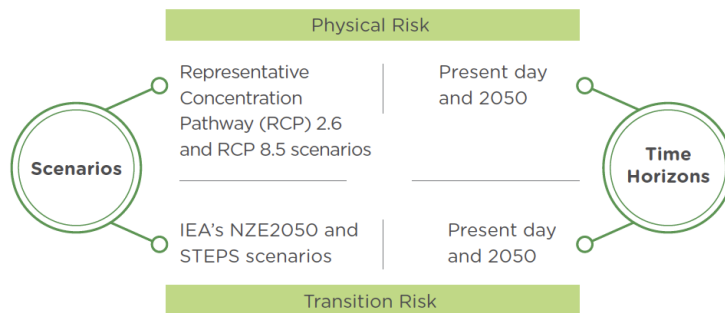 Physical Risk
Scenarios
Representative
Concentration
Pathway (RCP) 2.6
and RCP 8.5 scenarios
Present day
and 2050
Time
Horizons
IEA's NZE2050 and
STEPS scenarios
Present day
and 2050
Transition Risk